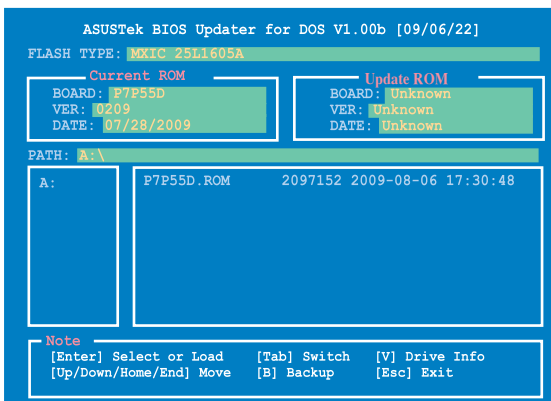 ASUSTek BIOS Updater for DOS V1.00b [09/06/22]
FLASH TYPE: MXIC 25L1605A
Current ROM
BOARD: P7P55D
VER: 0209
DATE: 07/28/2009
Update ROM
BOARD: Unknown
VER: Unknown
DATE: Unknown
PATH: A:\
A:
P7P55D.ROM 2097152 2009-08-06 17:30:48
Note
[Enter] Select or Load [Tab] Switch [V] Drive Info
[Up/Down/Home/End] Move [B] Backup [Esc] Exit